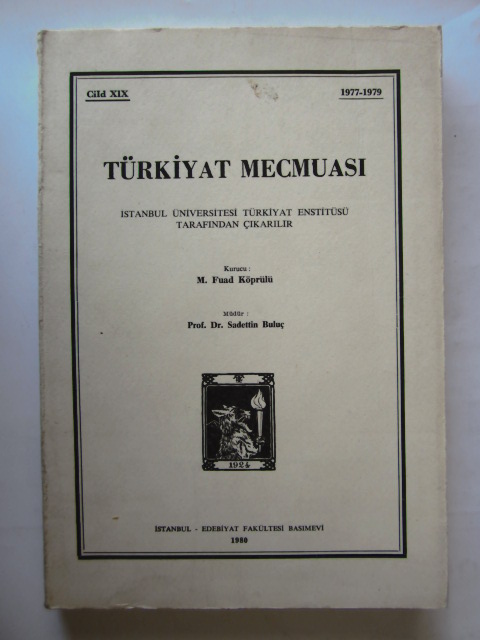 Cild XIX
1977-1979
TÜRKİYAT MECMUASI
İSTANBUL ÜNİVERSİTESİ TÜRKİYAT ENSTİTÜSÜ
TARAFINDAN ÇIKARILIR
Kurucu :
M. Fuad Köprülü
Müdür :
Prof. Dr. Sadettin Buluç
1924
İSTANBUL - EDEBİYAT FAKÜLTESİ BASIMEVİ
1980